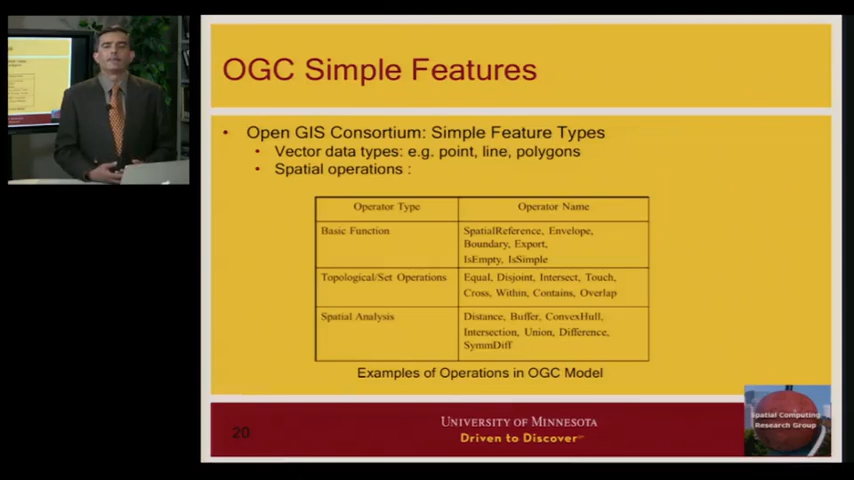 OGC Simple Features
• Open GIS Consortium: Simple Feature Types
• Vector data types: e.g. point, line, polygons
• Spatial operations :
Operator Type Operator Name
Basic Function SpatialReference, Envelope,
Boundary, Export,
IsEmpty, IsSimple
Topological/Set Operations Equal, Disjoint, Intersect, Touch,
Cross, Within, Contains, Overlap
Spatial Analysis Distance, Buffer, ConvexHull,
Intersection, Union, Difference,
SymmDiff
Examples of Operations in OGC Model
20
UNIVERSITY OF MINNESOTA
Driven to Discover
Spatial Computing
Research Group